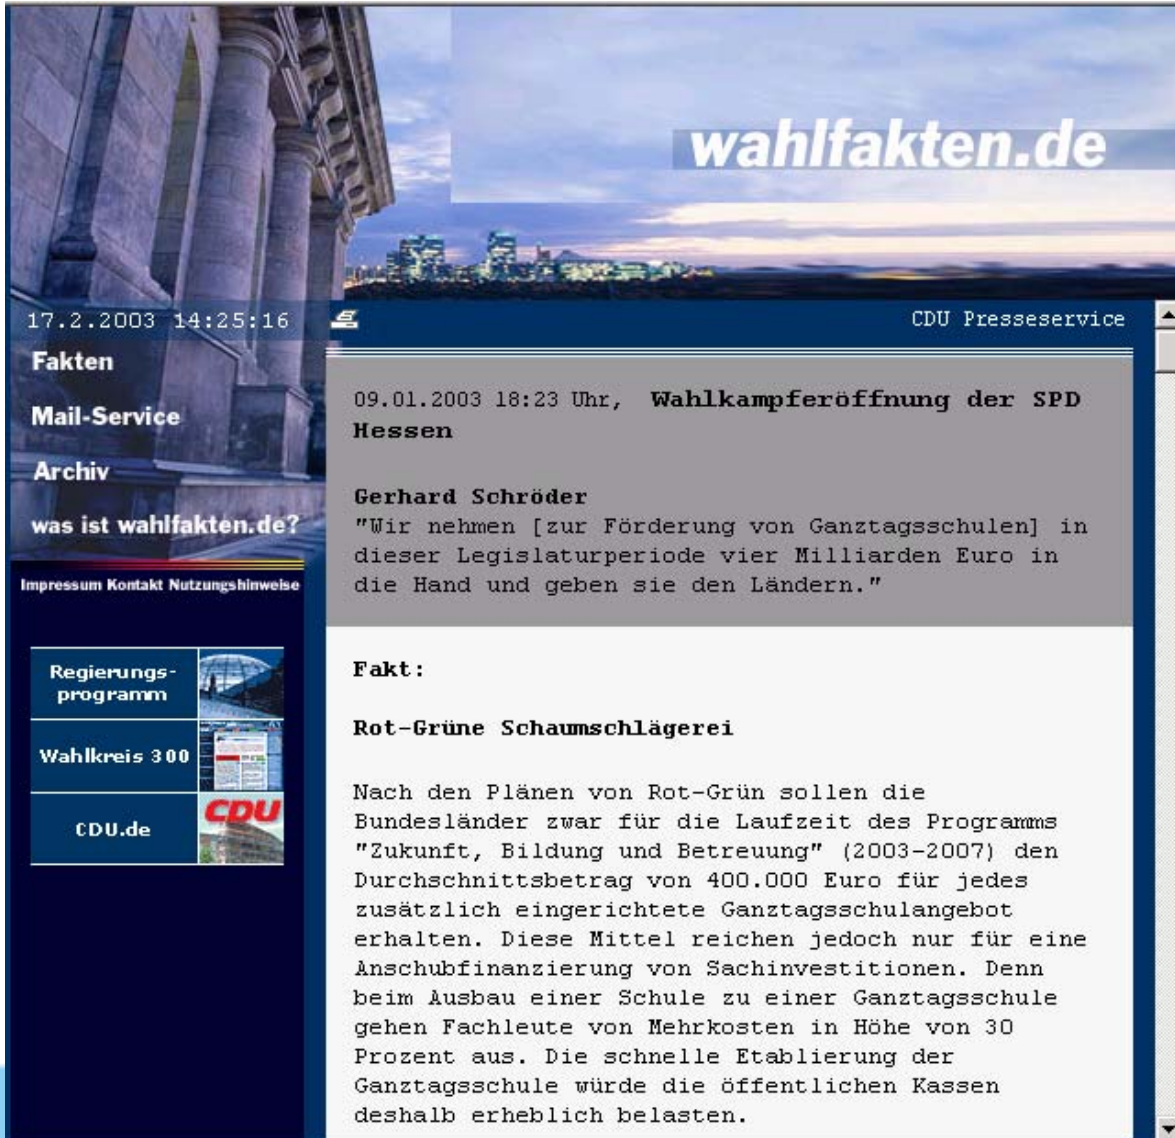 wahlfakten.de
17.2.2003 14:25:16
CDU Presseservice
Fakten
Mail-Service
Archiv
was ist wahlfakten.de?
Impressum Kontakt Nutzungshinweise
Regierungs-
programm
Wahlkreis 300
CDU.de
CDU
09.01.2003 18:23 Uhr, Wahlkampferöffnung der SPD
Hessen
Gerhard Schröder
"Wir nehmen [zur Förderung von Ganztagsschulen] in
dieser Legislaturperiode vier Milliarden Euro in
die Hand und geben sie den Ländern."
Fakt:
Rot-Grüne Schaumschlägerei
Nach den Plänen von Rot-Grün sollen die
Bundesländer zwar für die Laufzeit des Programms
"Zukunft, Bildung und Betreuung" (2003-2007) den
Durchschnittsbetrag von 400.000 Euro für jedes
zusätzlich eingerichtete Ganztagsschulangebot
erhalten. Diese Mittel reichen jedoch nur für eine
Anschubfinanzierung von Sachinvestitionen. Denn
beim Ausbau einer Schule zu einer Ganztagsschule
gehen Fachleute von Mehrkosten in Höhe von 30
Prozent aus. Die schnelle Etablierung der
Ganztagsschule würde die öffentlichen Kassen
deshalb erheblich belasten.